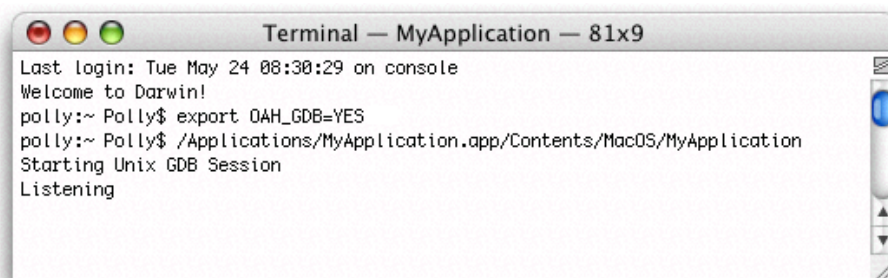 Terminal — MyApplication — 81x9
Last login: Tue May 24 08:30:29 on console
Welcome to Darwin!
polly:~ Polly$ export OAH_GDB=YES
polly:~ Polly$ /Applications/MyApplication.app/Contents/MacOS/MyApplication
Starting Unix GDB Session
Listening